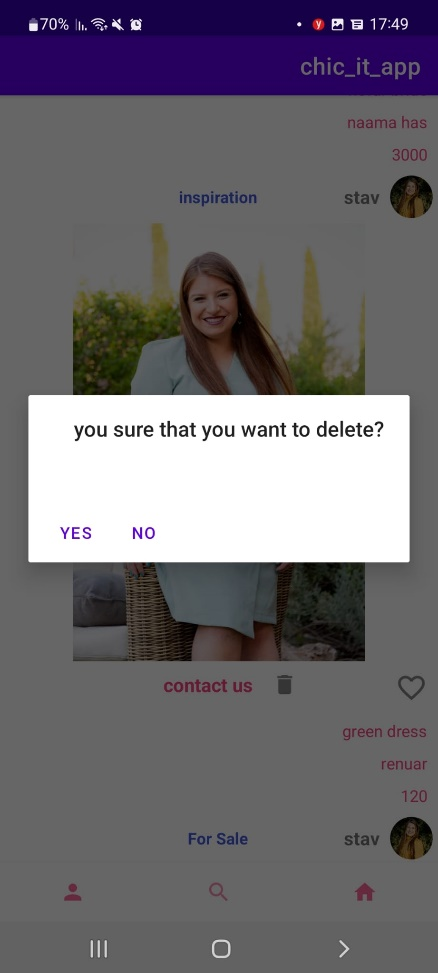 70% 17:49
chic_it_app
naama has
3000
inspiration stav
you sure that you want to delete?
YES NO
contact us
green dress
renuar
120
For Sale stav